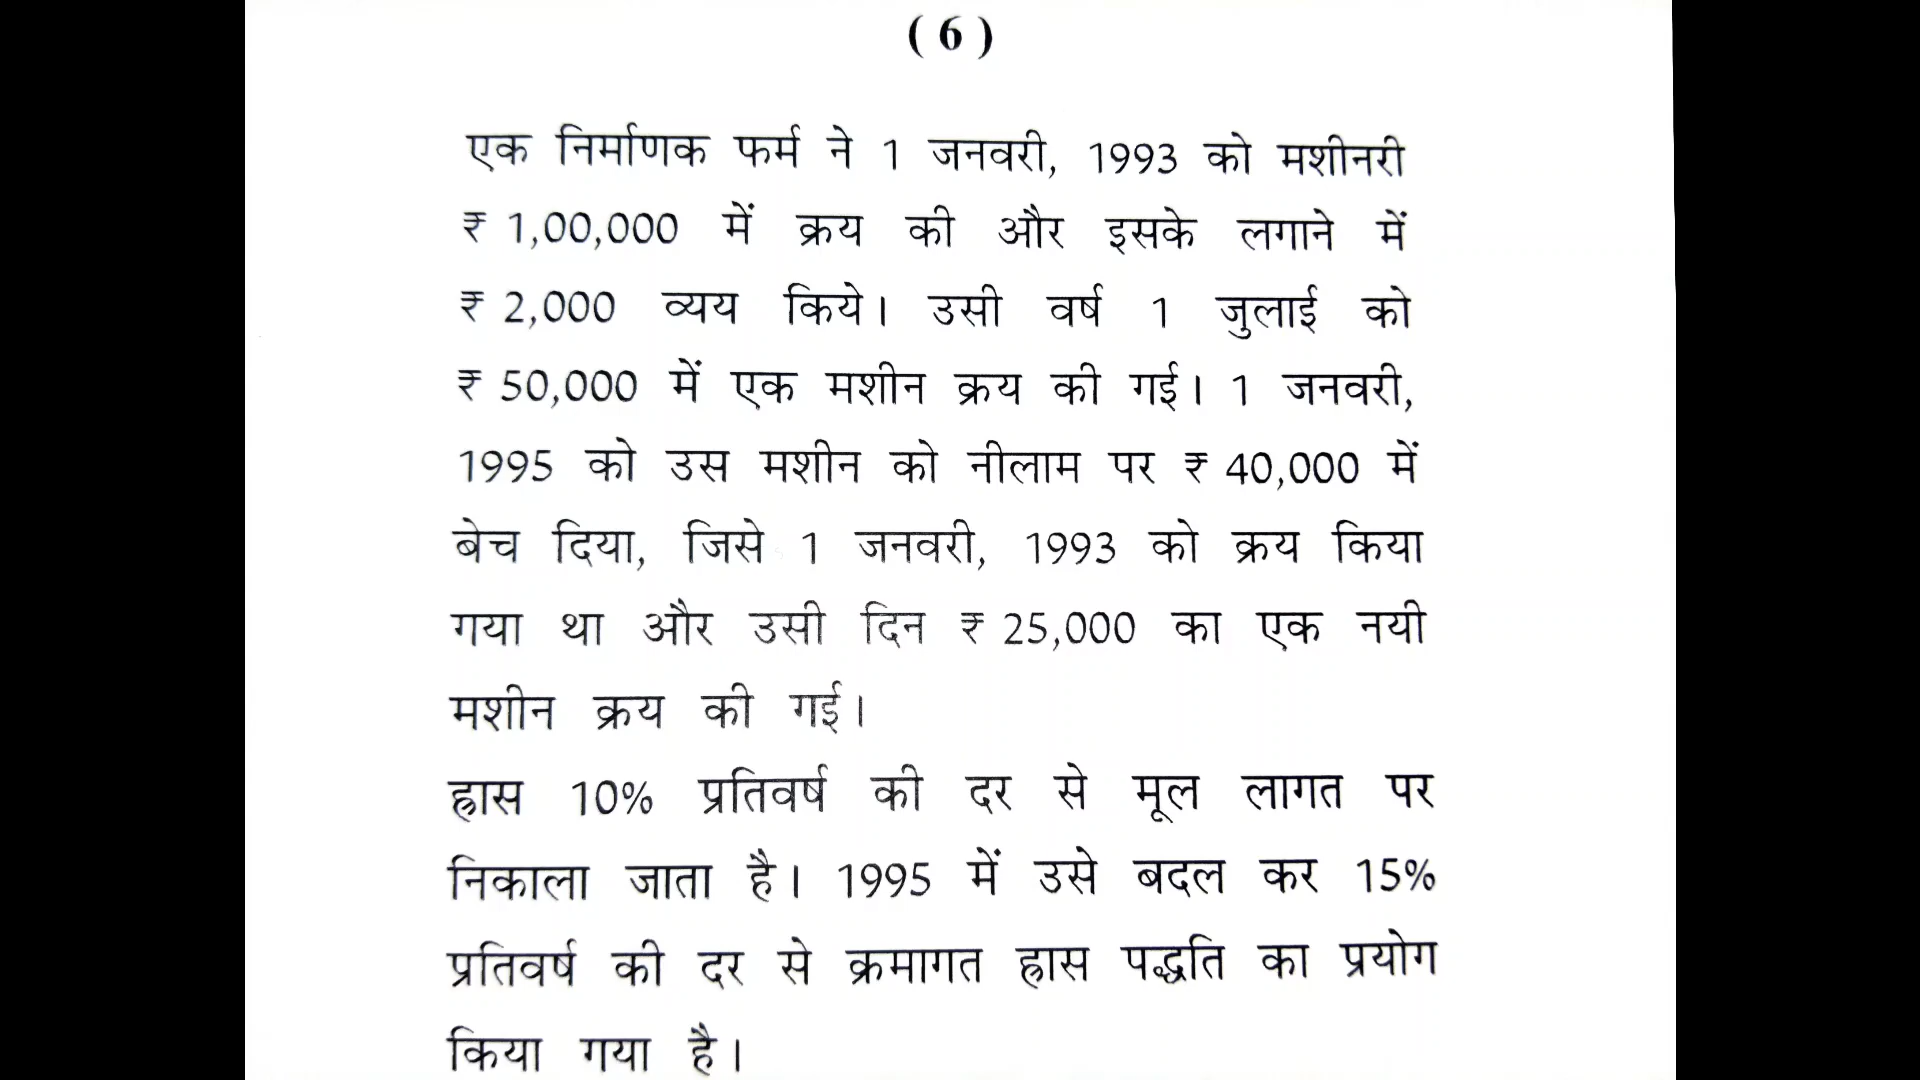 ( 6 )
एक निर्माणक फर्म ने 1 जनवरी, 1993 को मशीनरी
₹ 1,00,000 में क्रय की और इसके लगाने में
₹ 2,000 व्यय किये। उसी वर्ष 1 जुलाई को
₹ 50,000 में एक मशीन क्रय की गई। 1 जनवरी,
1995 को उस मशीन को नीलाम पर ₹ 40,000 में
बेच दिया, जिसे 1 जनवरी, 1993 को क्रय किया
गया था और उसी दिन ₹ 25,000 का एक नयी
मशीन क्रय की गई।
ह्रास 10% प्रतिवर्ष की दर से मूल लागत पर
निकाला जाता है। 1995 में उसे बदल कर 15%
प्रतिवर्ष की दर से क्रमागत ह्रास पद्धति का प्रयोग
किया गया है।